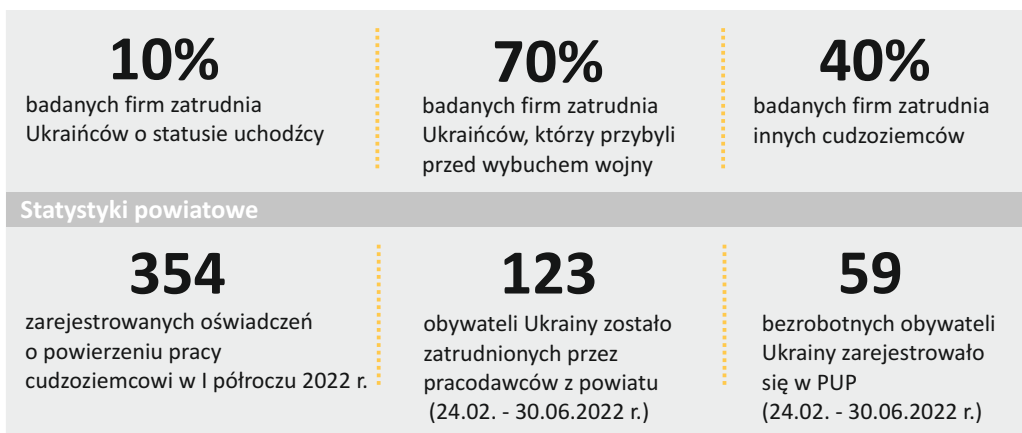 10%
badanych firm zatrudnia
Ukraińców o statusie uchodźcy
70%
badanych firm zatrudnia
Ukraińców, którzy przybyli
przed wybuchem wojny
40%
badanych firm zatrudnia
innych cudzoziemców
Statystyki powiatowe
354
zarejestrowanych oświadczeń
o powierzeniu pracy
cudzoziemcowi w I półroczu 2022 r.
123
obywateli Ukrainy zostało
zatrudnionych przez
pracodawców z powiatu
(24.02. - 30.06.2022 r.)
59
bezrobotnych obywateli
Ukrainy zarejestrowało
się w PUP
(24.02. - 30.06.2022 r.)